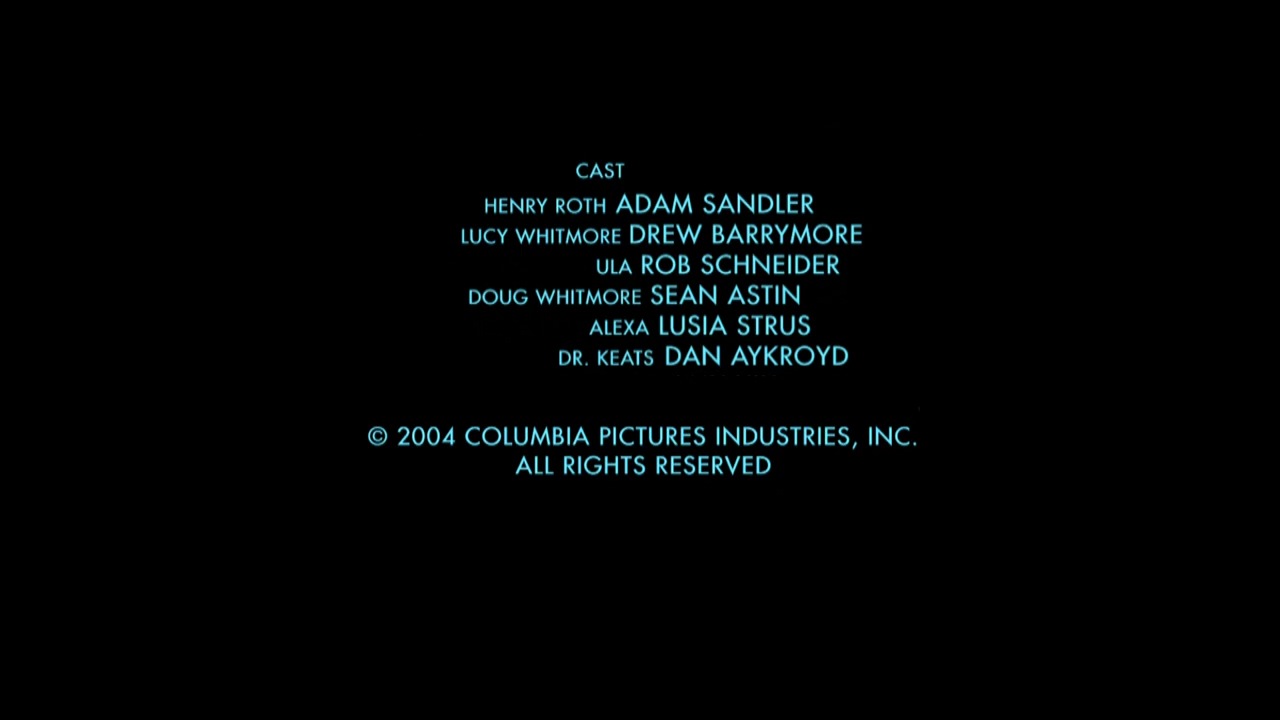 CAST
HENRY ROTH ADAM SANDLER
LUCY WHITMORE DREW BARRYMORE
ULA ROB SCHNEIDER
DOUG WHITMORE SEAN ASTIN
ALEXA LUSIA STRUS
DR. KEATS DAN AYKROYD
© 2004 COLUMBIA PICTURES INDUSTRIES, INC.
ALL RIGHTS RESERVED